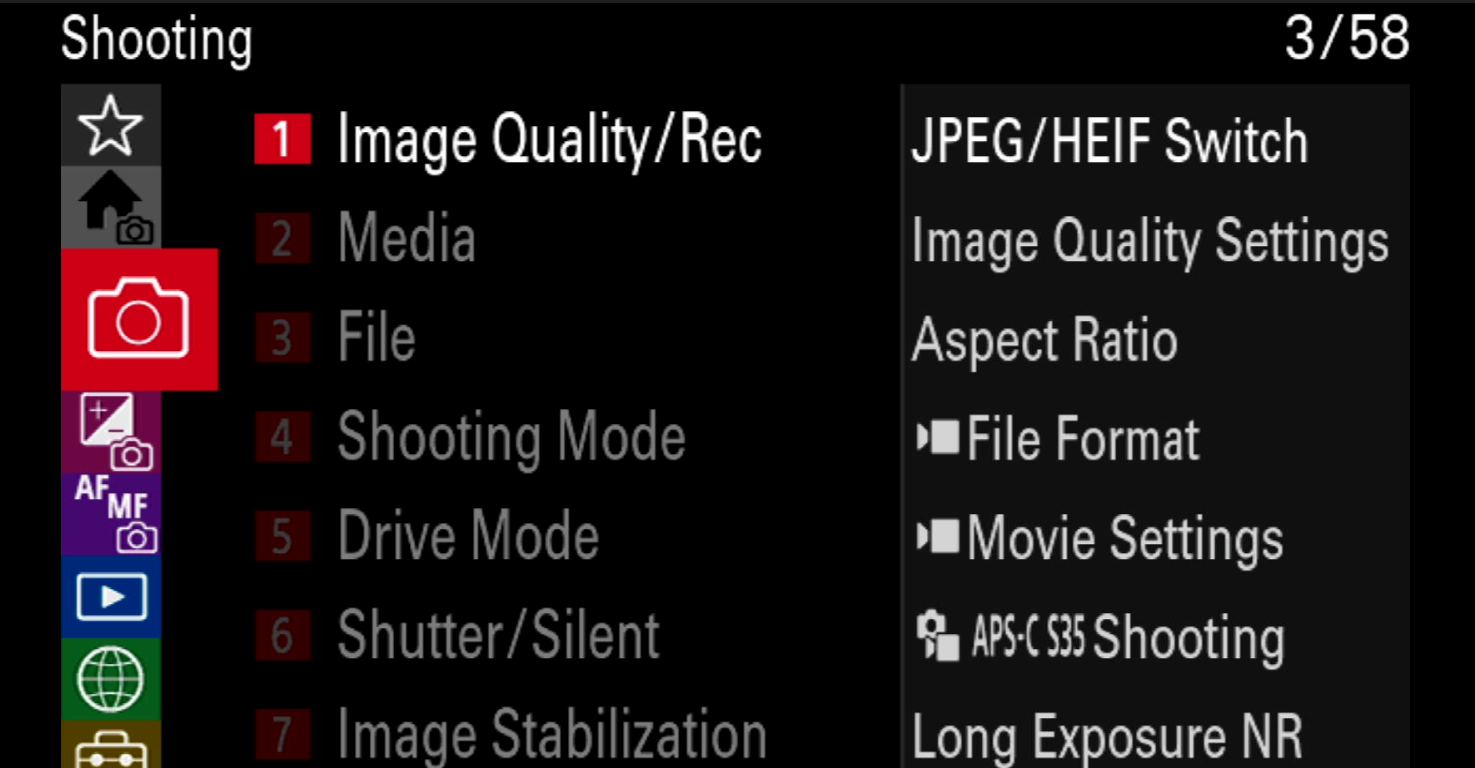 Shooting 3/58
1 Image Quality/Rec
2 Media
3 File
4 Shooting Mode
5 Drive Mode
6 Shutter/Silent
7 Image Stabilization
AF MF
JPEG/HEIF Switch
Image Quality Settings
Aspect Ratio
File Format
Movie Settings
APS-C S35 Shooting
Long Exposure NR